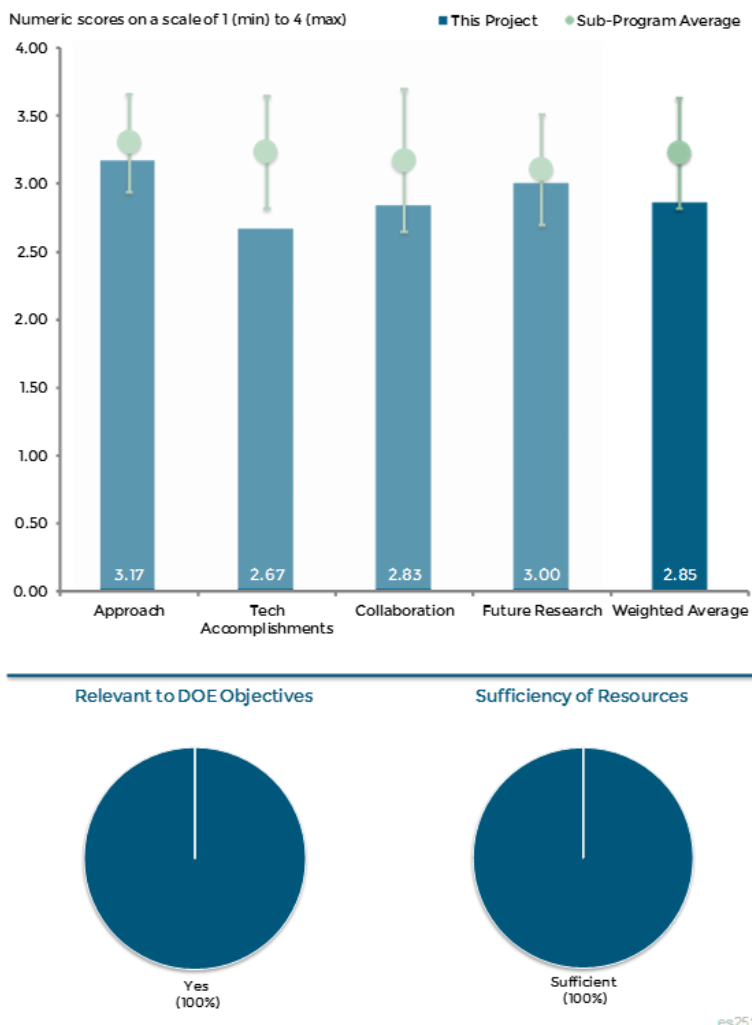 Numeric scores on a scale of 1 (min) to 4 (max)
This Project
Sub-Program Average
4.00
3.50
3.00
2.50
2.00
1.50
1.00
0.50
0.00
3.17
2.67
2.83
3.00
2.85
Approach
Tech Accomplishments
Collaboration
Future Research
Weighted Average
Relevant to DOE Objectives
Sufficiency of Resources
Yes
(100%)
Sufficient
(100%)